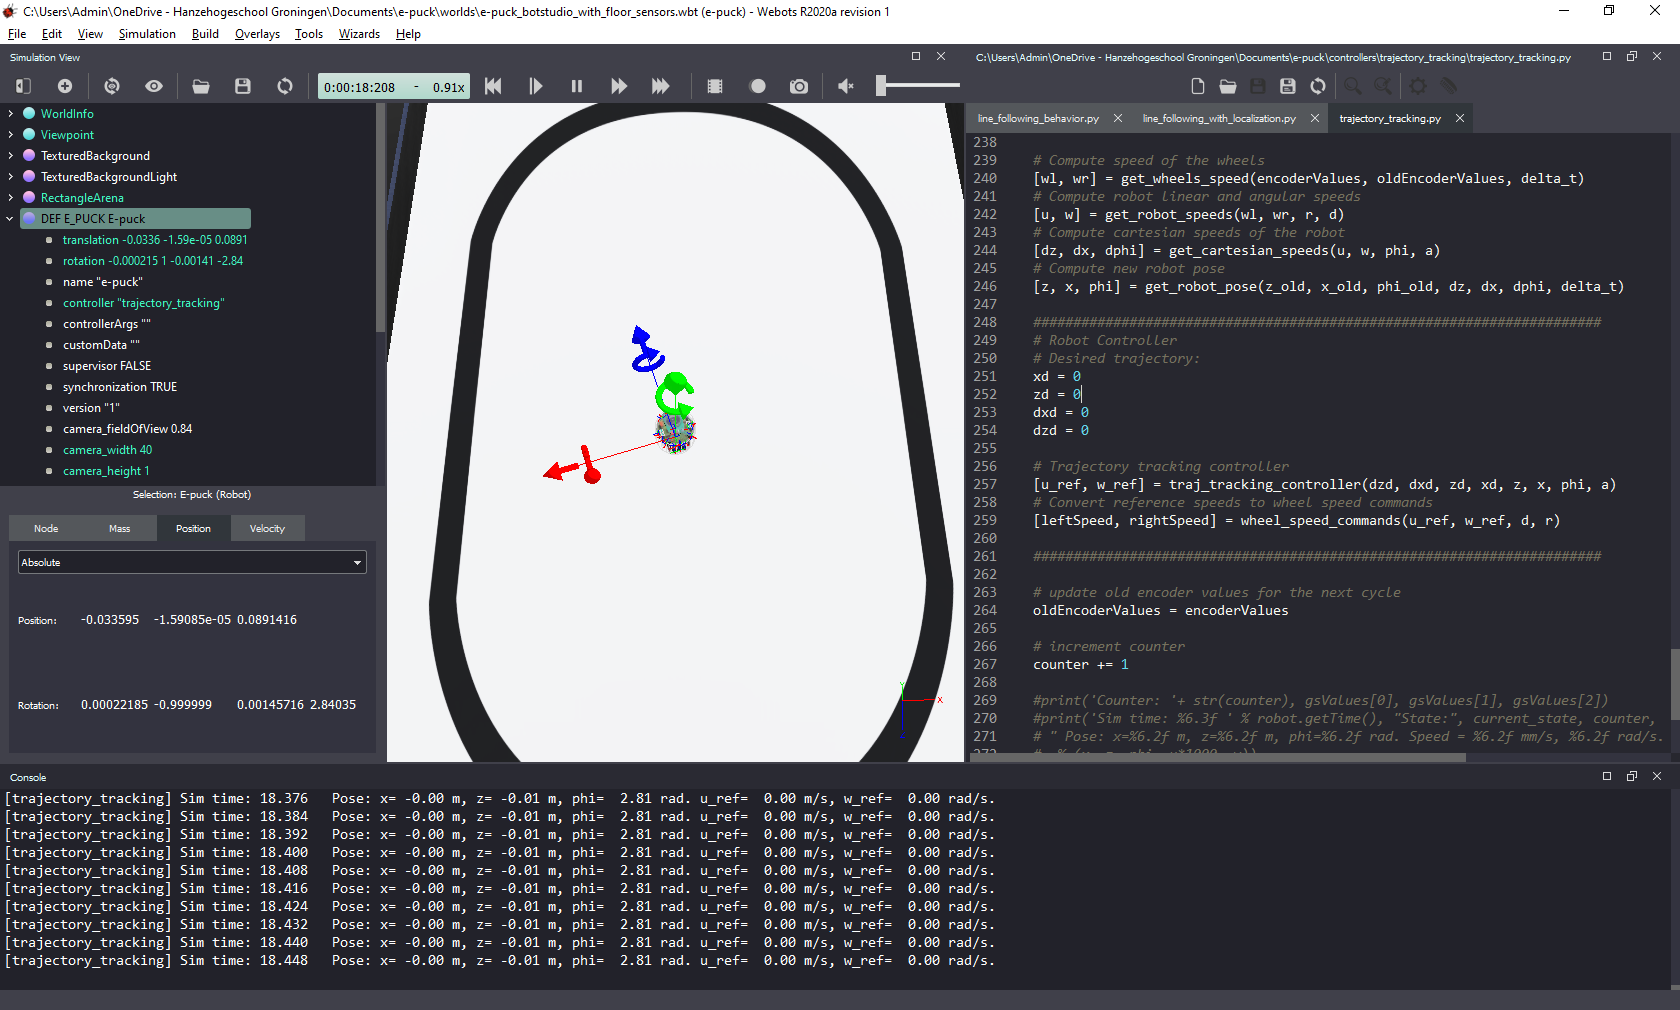 C:\Users\Admin\OneDrive - Hanzehogeschool Groningen\Documents\e-puck\worlds\e-puck_botstudio_with_floor_sensors.wbt (e-puck) - Webots R2020a revision 1
File Edit View Simulation Build Overlays Tools Wizards Help
Simulation View
0:00:18:208 - 0.91x
WorldInfo
Viewpoint
TexturedBackground
TexturedBackgroundLight
RectangleArena
DEF E_PUCK E-puck
translation -0.0336 -1.59e-05 0.0891
rotation -0.000215 1 -0.00141 -2.84
name "e-puck"
controller "trajectory_tracking"
controllerArgs ""
customData ""
supervisor FALSE
synchronization TRUE
version "1"
camera_fieldOfView 0.84
camera_width 40
camera_height 1
Selection: E-puck (Robot)
Node Mass Position Velocity
Absolute
Position: -0.033595 -1.59085e-05 0.0891416
Rotation: 0.00022185 -0.999999 0.00145716 2.84035
Y
X
C:\Users\Admin\OneDrive - Hanzehogeschool Groningen\Documents\e-puck\controllers\trajectory_tracking\trajectory_tracking.py
line_following_behavior.py line_following_with_localization.py trajectory_tracking.py
238
239 # Compute speed of the wheels
240 [wl, wr] = get_wheels_speed(encoderValues, oldEncoderValues, delta_t)
241 # Compute robot linear and angular speeds
242 [u, w] = get_robot_speeds(wl, wr, r, d)
243 # Compute cartesian speeds of the robot
244 [dz, dx, dphi] = get_cartesian_speeds(u, w, phi, a)
245 # Compute new robot pose
246 [z, x, phi] = get_robot_pose(z_old, x_old, phi_old, dz, dx, dphi, delta_t)
247
248 #######################################################################
249 # Robot Controller
250 # Desired trajectory:
251 xd = 0
252 zd = 0
253 dxd = 0
254 dzd = 0
255
256 # Trajectory tracking controller
257 [u_ref, w_ref] = traj_tracking_controller(dzd, dxd, zd, xd, z, x, phi, a)
258 # Convert reference speeds to wheel speed commands
259 [leftSpeed, rightSpeed] = wheel_speed_commands(u_ref, w_ref, d, r)
260
261 #######################################################################
262
263 # update old encoder values for the next cycle
264 oldEncoderValues = encoderValues
265
266 # increment counter
267 counter += 1
268
269 #print('Counter: '+ str(counter), gsValues[0], gsValues[1], gsValues[2])
270 #print('Sim time: %6.3f ' % robot.getTime(), "State:", current_state, counter,
271 # " Pose: x=%6.2f m, z=%6.2f m, phi=%6.2f rad. Speed = %6.2f mm/s, %6.2f rad/s.
Console
[trajectory_tracking] Sim time: 18.376 Pose: x= -0.00 m, z= -0.01 m, phi= 2.81 rad. u_ref= 0.00 m/s, w_ref= 0.00 rad/s.
[trajectory_tracking] Sim time: 18.384 Pose: x= -0.00 m, z= -0.01 m, phi= 2.81 rad. u_ref= 0.00 m/s, w_ref= 0.00 rad/s.
[trajectory_tracking] Sim time: 18.392 Pose: x= -0.00 m, z= -0.01 m, phi= 2.81 rad. u_ref= 0.00 m/s, w_ref= 0.00 rad/s.
[trajectory_tracking] Sim time: 18.400 Pose: x= -0.00 m, z= -0.01 m, phi= 2.81 rad. u_ref= 0.00 m/s, w_ref= 0.00 rad/s.
[trajectory_tracking] Sim time: 18.408 Pose: x= -0.00 m, z= -0.01 m, phi= 2.81 rad. u_ref= 0.00 m/s, w_ref= 0.00 rad/s.
[trajectory_tracking] Sim time: 18.416 Pose: x= -0.00 m, z= -0.01 m, phi= 2.81 rad. u_ref= 0.00 m/s, w_ref= 0.00 rad/s.
[trajectory_tracking] Sim time: 18.424 Pose: x= -0.00 m, z= -0.01 m, phi= 2.81 rad. u_ref= 0.00 m/s, w_ref= 0.00 rad/s.
[trajectory_tracking] Sim time: 18.432 Pose: x= -0.00 m, z= -0.01 m, phi= 2.81 rad. u_ref= 0.00 m/s, w_ref= 0.00 rad/s.
[trajectory_tracking] Sim time: 18.440 Pose: x= -0.00 m, z= -0.01 m, phi= 2.81 rad. u_ref= 0.00 m/s, w_ref= 0.00 rad/s.
[trajectory_tracking] Sim time: 18.448 Pose: x= -0.00 m, z= -0.01 m, phi= 2.81 rad. u_ref= 0.00 m/s, w_ref= 0.00 rad/s.